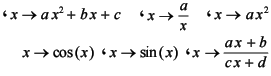 ‘ x → ax² + bx + c ‘ x → a/x ‘ x → ax²
x → cos(x) ‘ x → sin(x) ‘ x → (ax + b)/(cx + d)